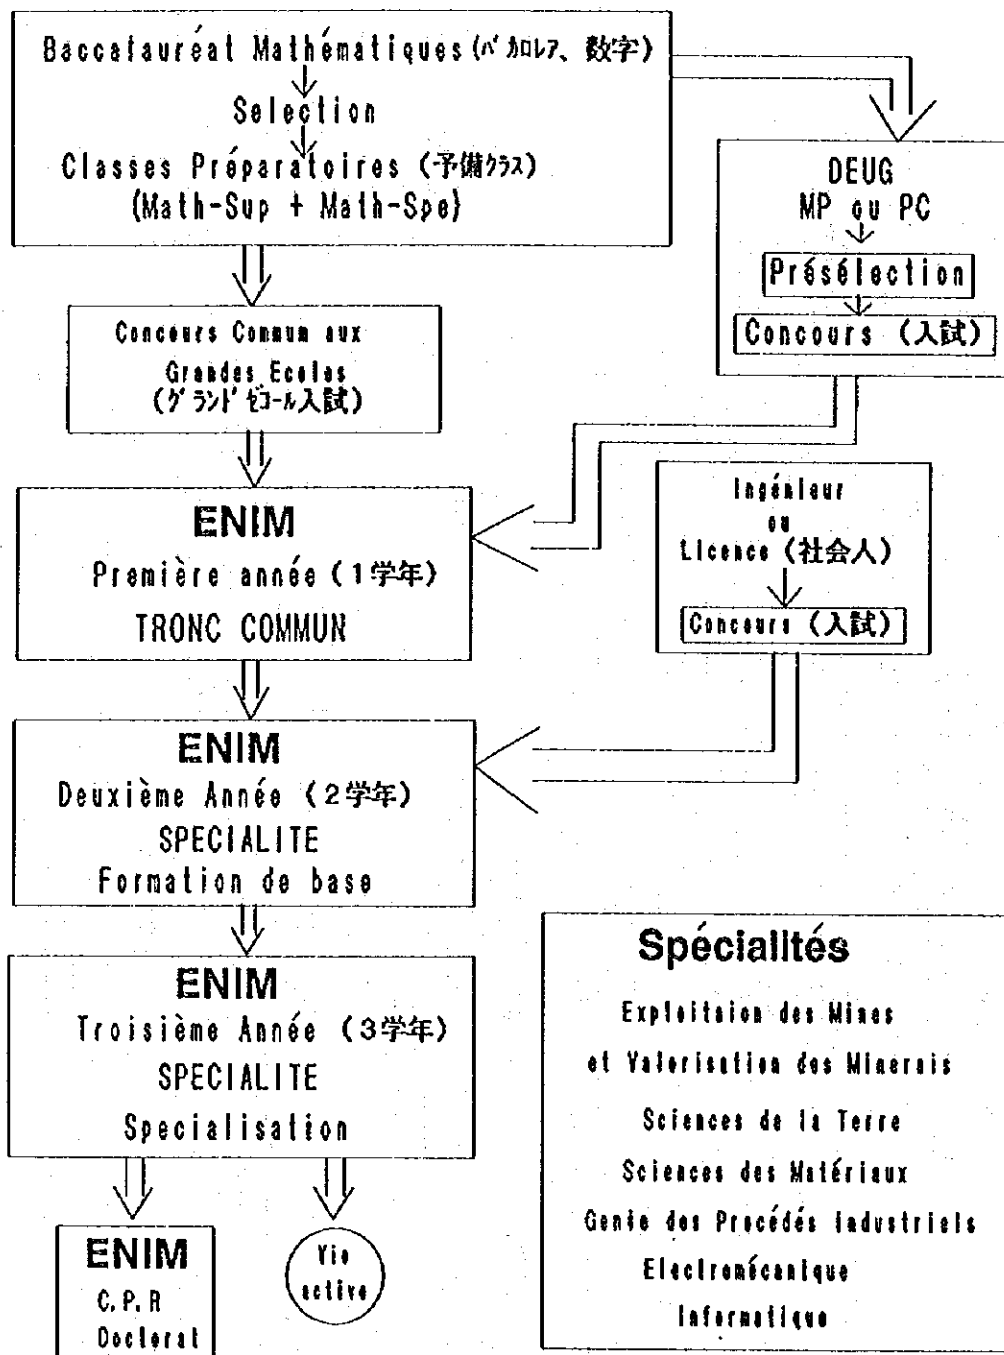 Baccalauréat Mathématiques (バカロレア、数字)
Selection
Classes Préparatoires (予備クラス)
(Math-Sup + Math-Spe)
DEUG
MP ou PC
Présélection
Concours (入試)
Concours Commum aux
Grandes Ecoles
(グランドゼコール入試)
Ingénieur
ou
Licence (社会人)
Concours (入試)
ENIM
Première année (1学年)
TRONC COMMUN
ENIM
Deuxième Année (2学年)
SPECIALITE
Formation de base
ENIM
Troisième Année (3学年)
SPECIALITE
Specialisation
ENIM
C.P.R
Doctorat
Vie
active
Spécialités
Exploitaion des Mines
et Valorisation des Minerais
Sciences de la Terre
Sciences des Matériaux
Genie des Procédés Industriels
Electromécanique
Informatique